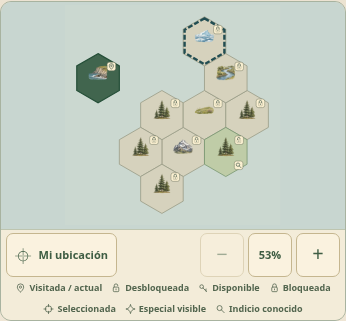 Mi ubicación
−
53%
+
Visitada / actual
Desbloqueada
Disponible
Bloqueada
Seleccionada
Especial visible
Indicio conocido